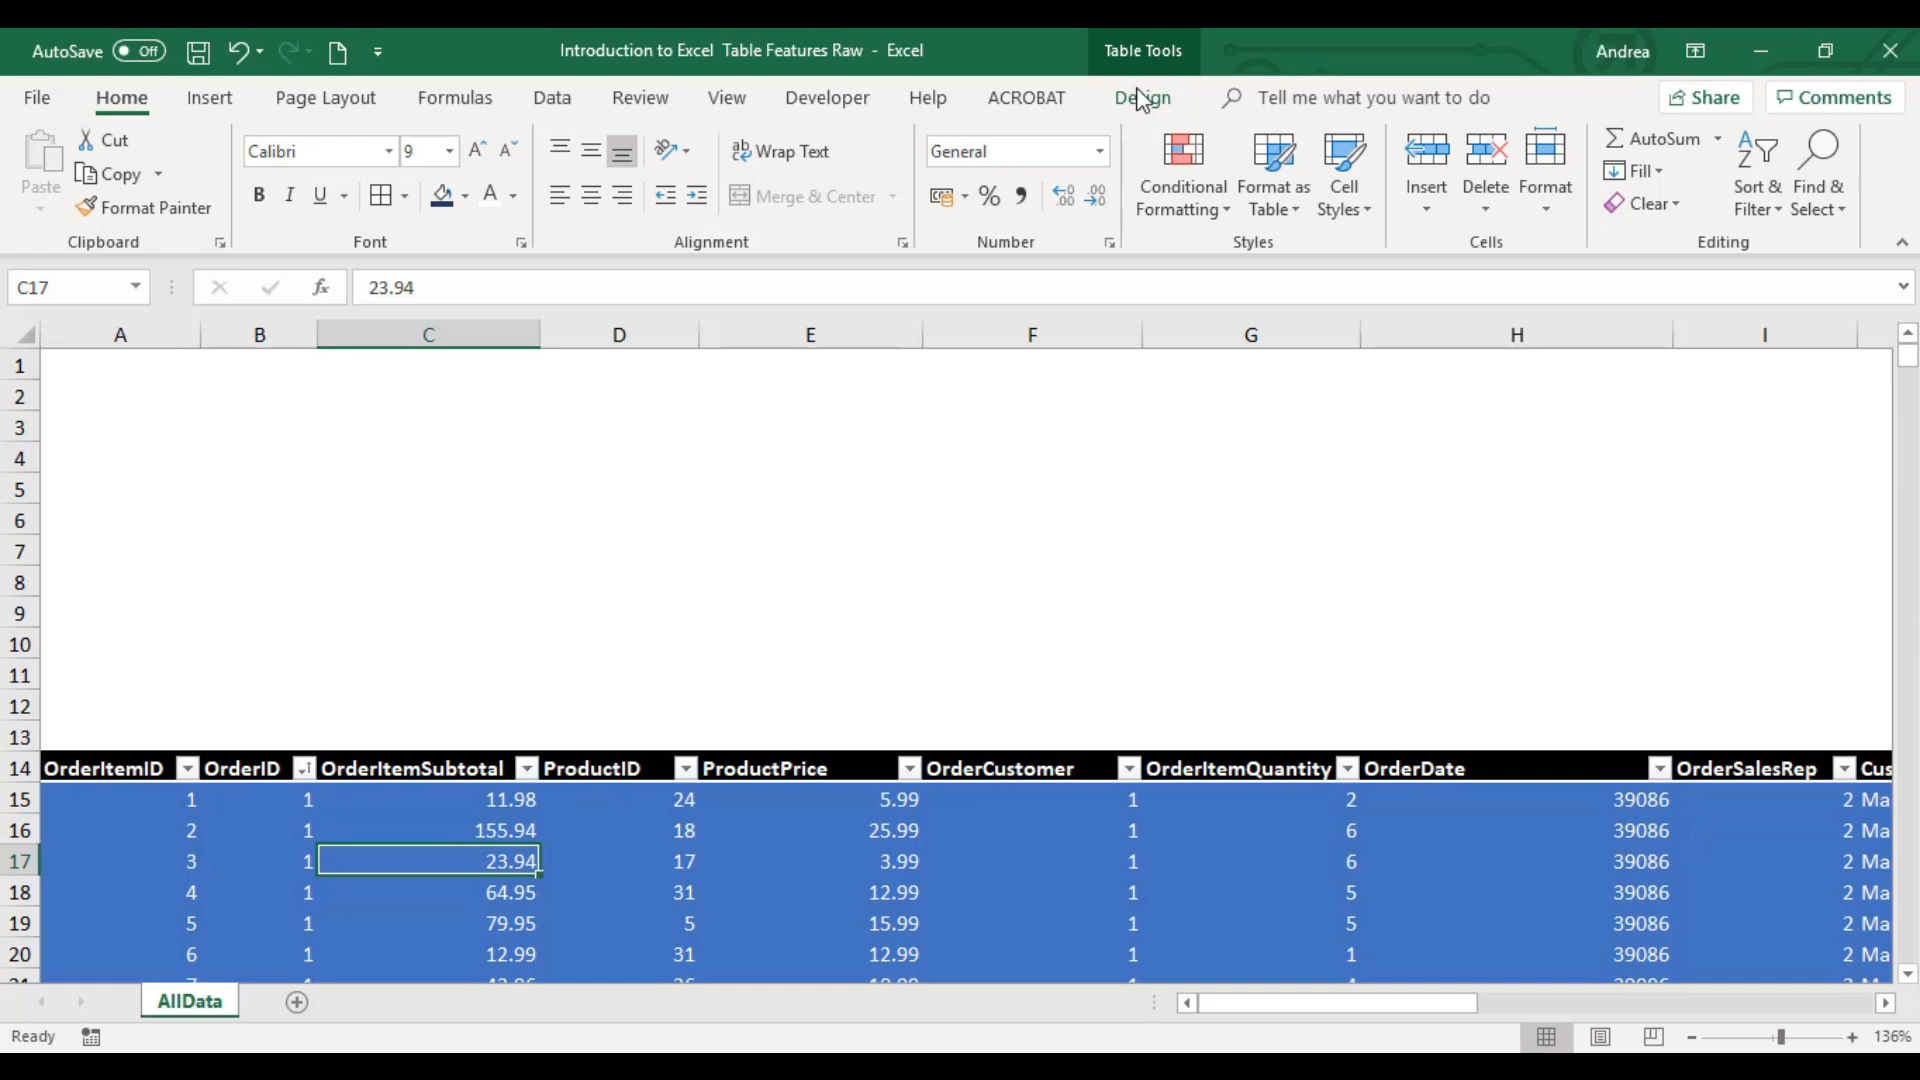 AutoSave Off Introduction to Excel Table Features Raw - Excel Table Tools Andrea
File Home Insert Page Layout Formulas Data Review View Developer Help ACROBAT Design Tell me what you want to do Share Comments
Paste Cut Copy Format Painter Clipboard
Calibri 9 B I U A Font
Wrap Text Merge & Center Alignment
General % Number
Conditional Formatting Format as Table Cell Styles Styles
Insert Delete Format Cells
AutoSum Fill Clear Sort & Filter Find & Select Editing
C17 fx 23.94
A B C D E F G H I
1
2
3
4
5
6
7
8
9
10
11
12
13
14 OrderItemID OrderID OrderItemSubtotal ProductID ProductPrice OrderCustomer OrderItemQuantity OrderDate OrderSalesRep Cus
15 1 1 11.98 24 5.99 1 2 39086 2 Ma
16 2 1 155.94 18 25.99 1 6 39086 2 Ma
17 3 1 23.94 17 3.99 1 6 39086 2 Ma
18 4 1 64.95 31 12.99 1 5 39086 2 Ma
19 5 1 79.95 5 15.99 1 5 39086 2 Ma
20 6 1 12.99 31 12.99 1 1 39086 2 Ma
AllData
Ready 136%